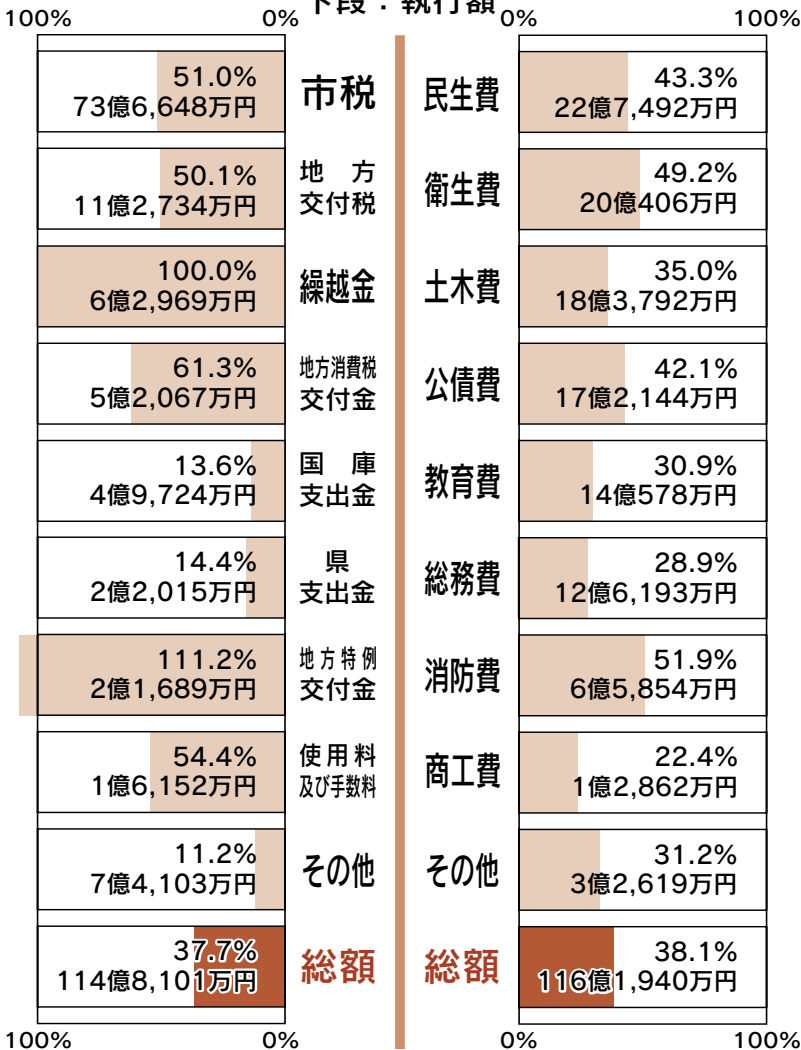 下段：執行額
100% 0% 0% 100%
51.0%
73億6,648万円
市税
民生費
43.3%
22億7,492万円
50.1%
11億2,734万円
地方
交付税
衛生費
49.2%
20億406万円
100.0%
6億2,969万円
繰越金
土木費
35.0%
18億3,792万円
61.3%
5億2,067万円
地方消費税
交付金
公債費
42.1%
17億2,144万円
13.6%
4億9,724万円
国庫
支出金
教育費
30.9%
14億578万円
14.4%
2億2,015万円
県
支出金
総務費
28.9%
12億6,193万円
111.2%
2億1,689万円
地方特例
交付金
消防費
51.9%
6億5,854万円
54.4%
1億6,152万円
使用料
及び手数料
商工費
22.4%
1億2,862万円
11.2%
7億4,103万円
その他
その他
31.2%
3億2,619万円
37.7%
114億8,101万円
総額
総額
38.1%
116億1,940万円
100% 0% 0% 100%